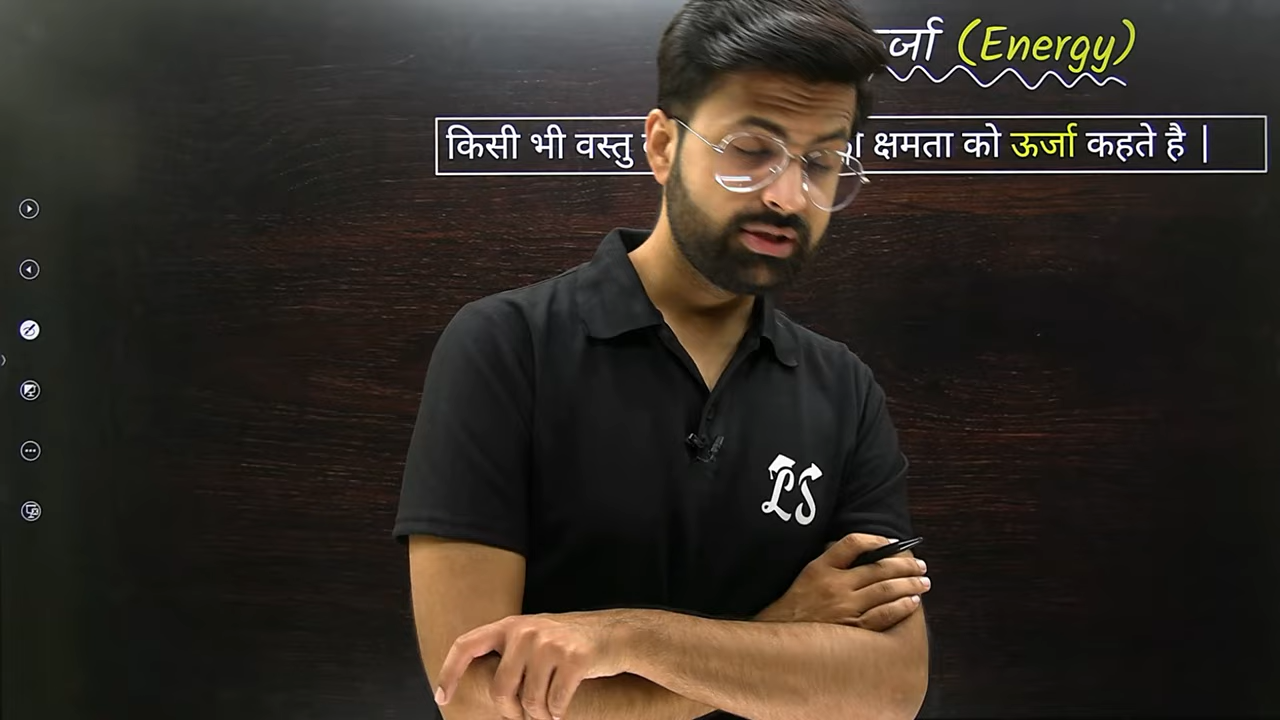 (Energy)
किसी भी वस्तु क्षमता को ऊर्जा कहते है |
LS